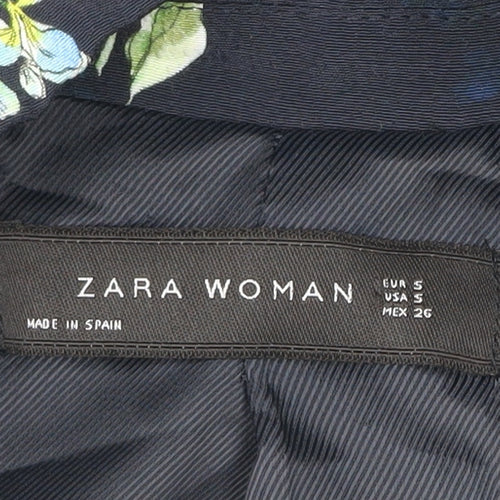 ZARA WOMAN
EUR S
USA S
MEX 26
MADE IN SPAIN